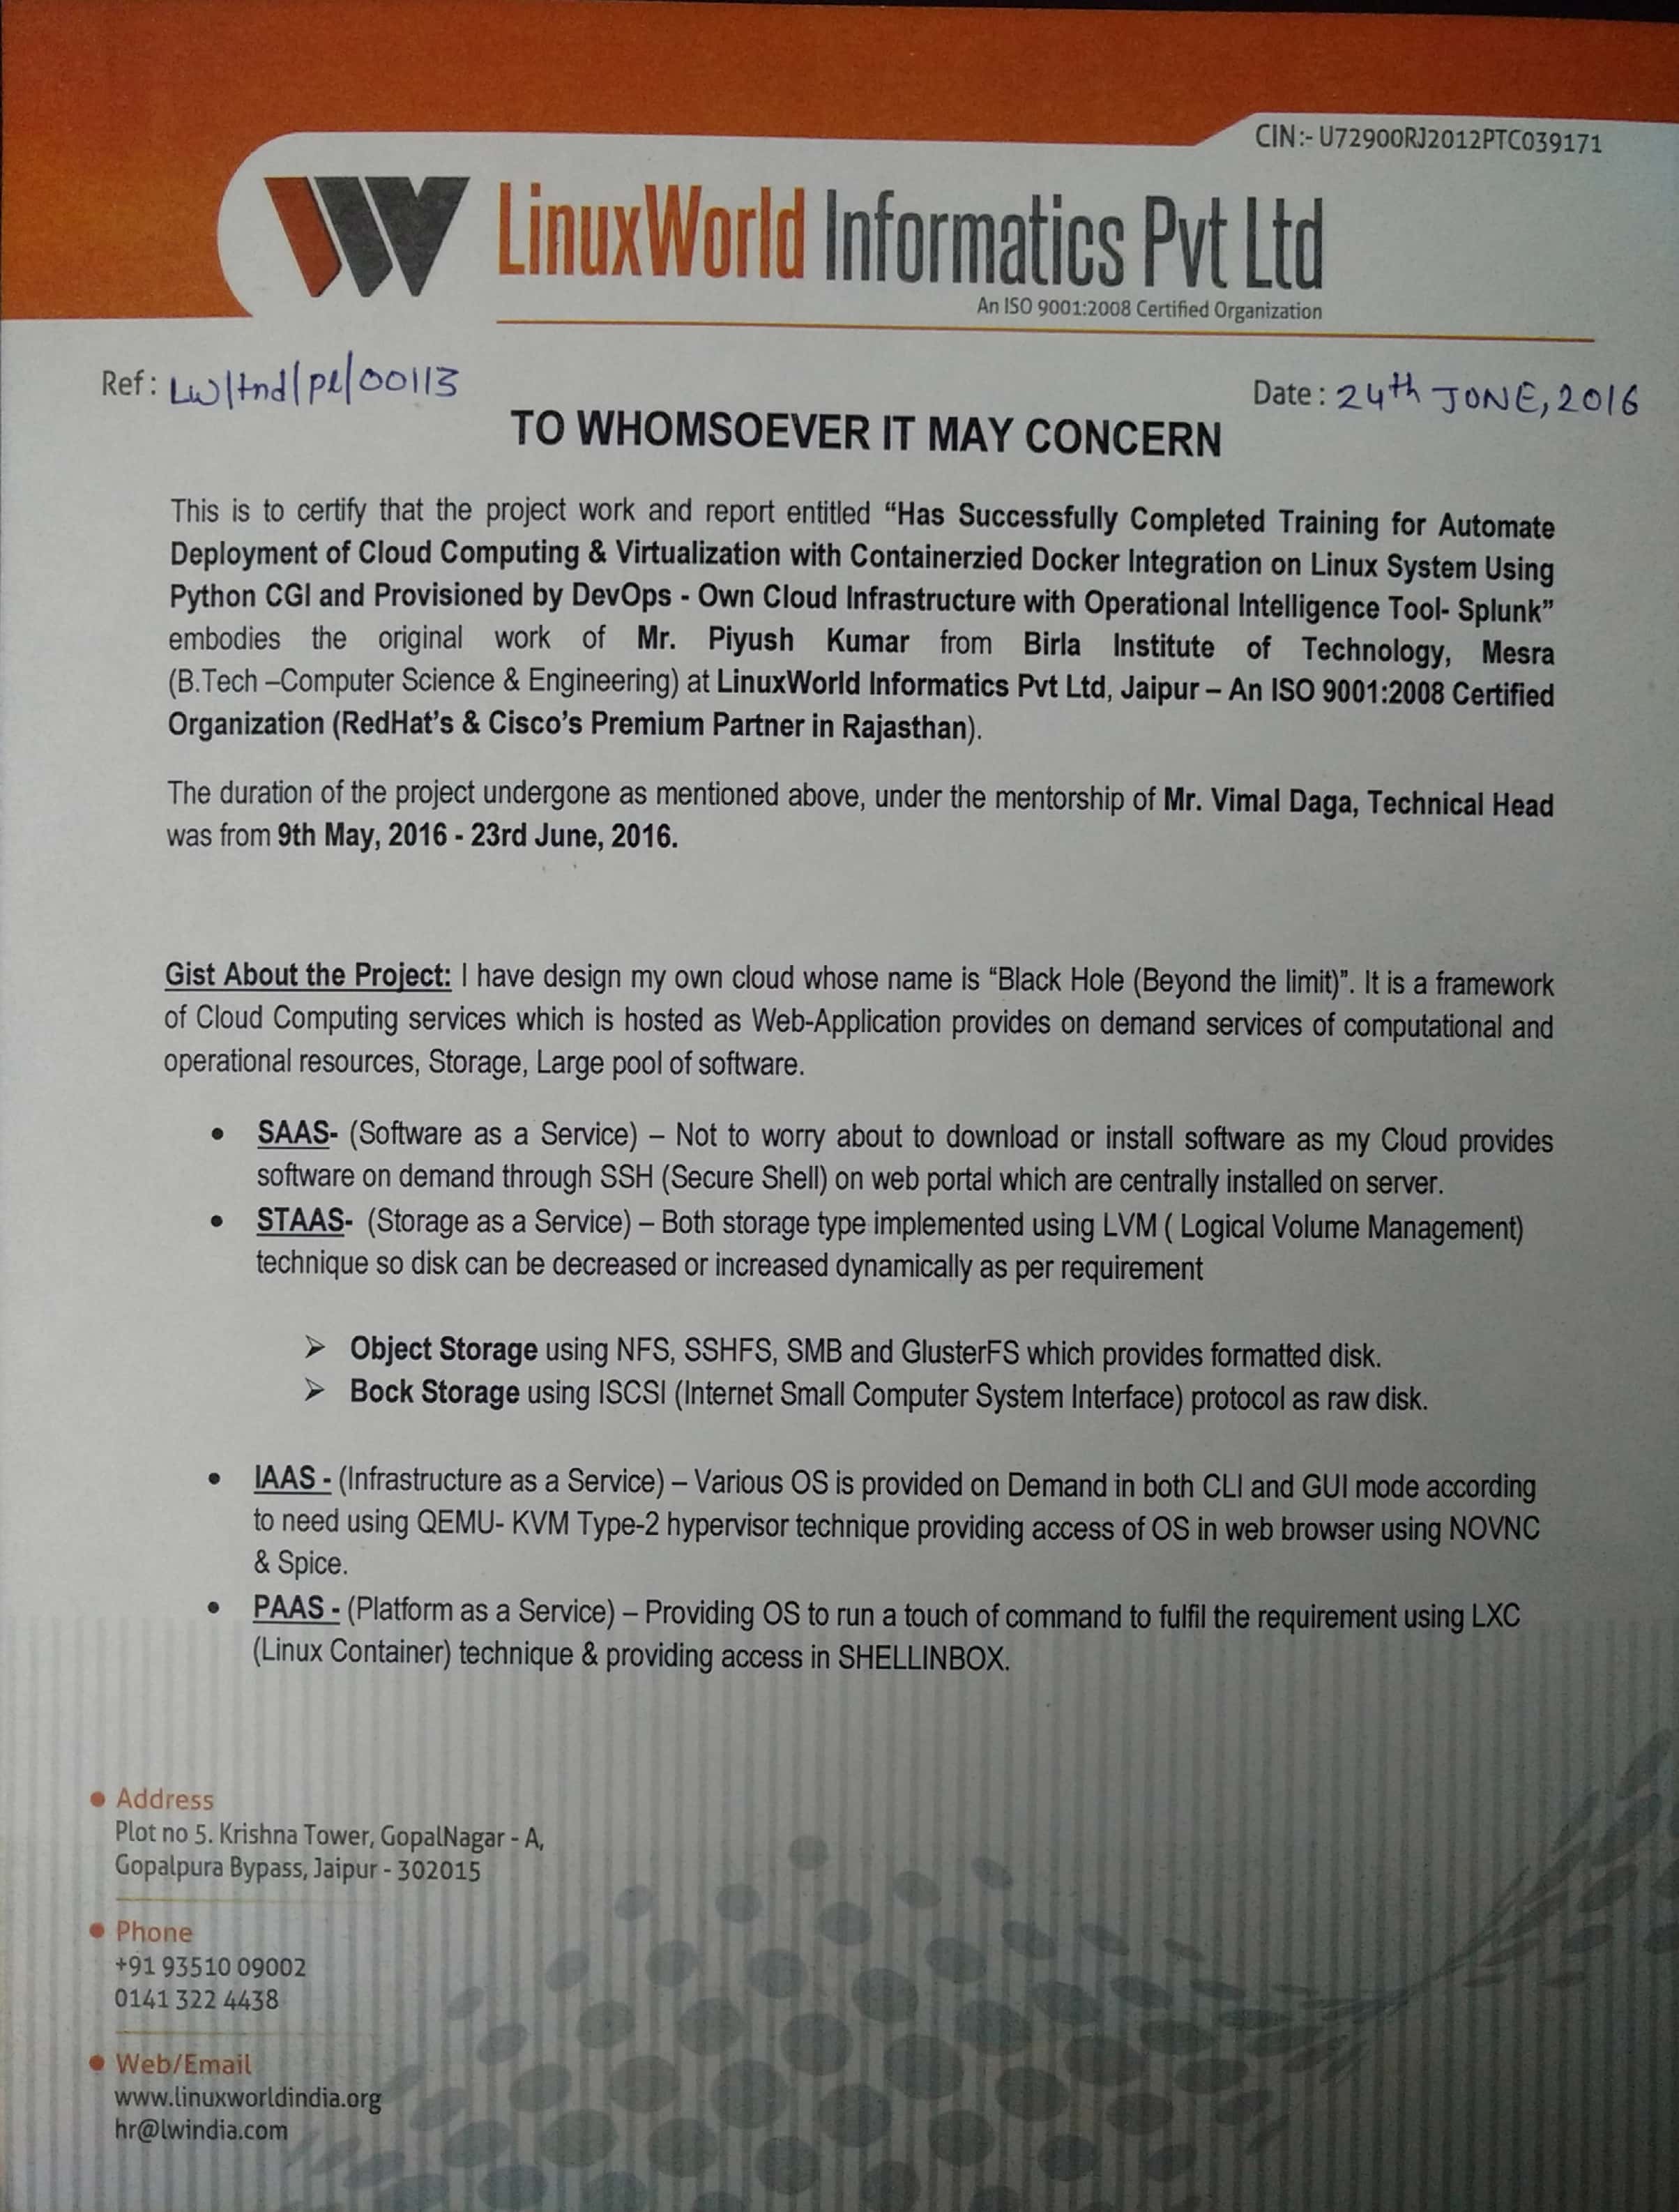 CIN:- U72900RJ2012PTC039171
LinuxWorld Informatics Pvt Ltd
An ISO 9001:2008 Certified Organization
Ref: LW/tnd/pl/00113
Date: 24th JONE, 2016
TO WHOMSOEVER IT MAY CONCERN
This is to certify that the project work and report entitled “Has Successfully Completed Training for Automate
Deployment of Cloud Computing & Virtualization with Containerzied Docker Integration on Linux System Using
Python CGI and Provisioned by DevOps - Own Cloud Infrastructure with Operational Intelligence Tool- Splunk”
embodies the original work of Mr. Piyush Kumar from Birla Institute of Technology, Mesra
(B.Tech –Computer Science & Engineering) at LinuxWorld Informatics Pvt Ltd, Jaipur – An ISO 9001:2008 Certified
Organization (RedHat’s & Cisco’s Premium Partner in Rajasthan).
The duration of the project undergone as mentioned above, under the mentorship of Mr. Vimal Daga, Technical Head
was from 9th May, 2016 - 23rd June, 2016.
Gist About the Project: I have design my own cloud whose name is “Black Hole (Beyond the limit)”. It is a framework
of Cloud Computing services which is hosted as Web-Application provides on demand services of computational and
operational resources, Storage, Large pool of software.
• SAAS- (Software as a Service) – Not to worry about to download or install software as my Cloud provides
software on demand through SSH (Secure Shell) on web portal which are centrally installed on server.
• STAAS- (Storage as a Service) – Both storage type implemented using LVM ( Logical Volume Management)
technique so disk can be decreased or increased dynamically as per requirement
➢ Object Storage using NFS, SSHFS, SMB and GlusterFS which provides formatted disk.
➢ Bock Storage using ISCSI (Internet Small Computer System Interface) protocol as raw disk.
• IAAS - (Infrastructure as a Service) – Various OS is provided on Demand in both CLI and GUI mode according
to need using QEMU- KVM Type-2 hypervisor technique providing access of OS in web browser using NOVNC
& Spice.
• PAAS - (Platform as a Service) – Providing OS to run a touch of command to fulfil the requirement using LXC
(Linux Container) technique & providing access in SHELLINBOX.
• Address
Plot no 5. Krishna Tower, GopalNagar - A,
Gopalpura Bypass, Jaipur - 302015
• Phone
+91 93510 09002
0141 322 4438
• Web/Email
www.linuxworldindia.org
hr@lwindia.com